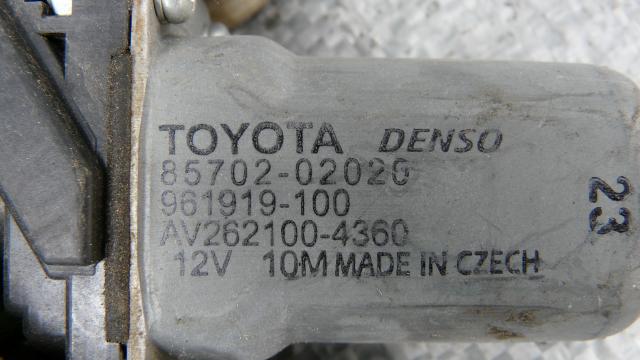 TOYOTA DENSO
85702-02020
961919-100
AV262100-4360
12V 10M MADE IN CZECH
23